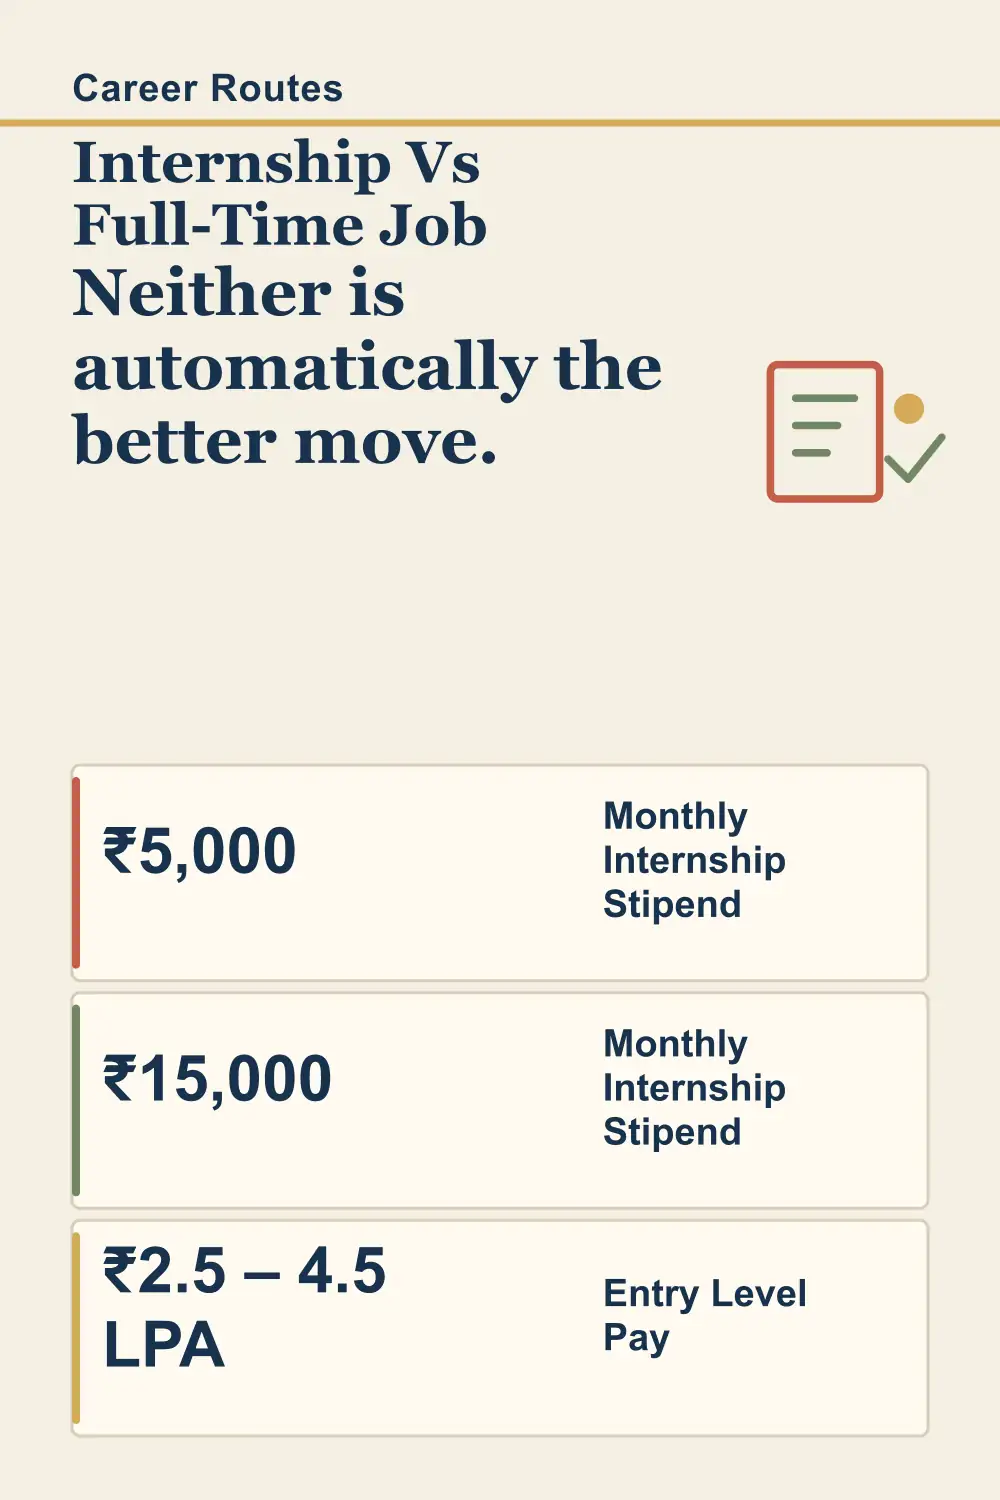 Career Routes
Internship Vs
Full-Time Job
Neither is
automatically the
better move.
₹5,000
Monthly
Internship
Stipend
₹15,000
Monthly
Internship
Stipend
₹2.5 – 4.5
LPA
Entry Level
Pay